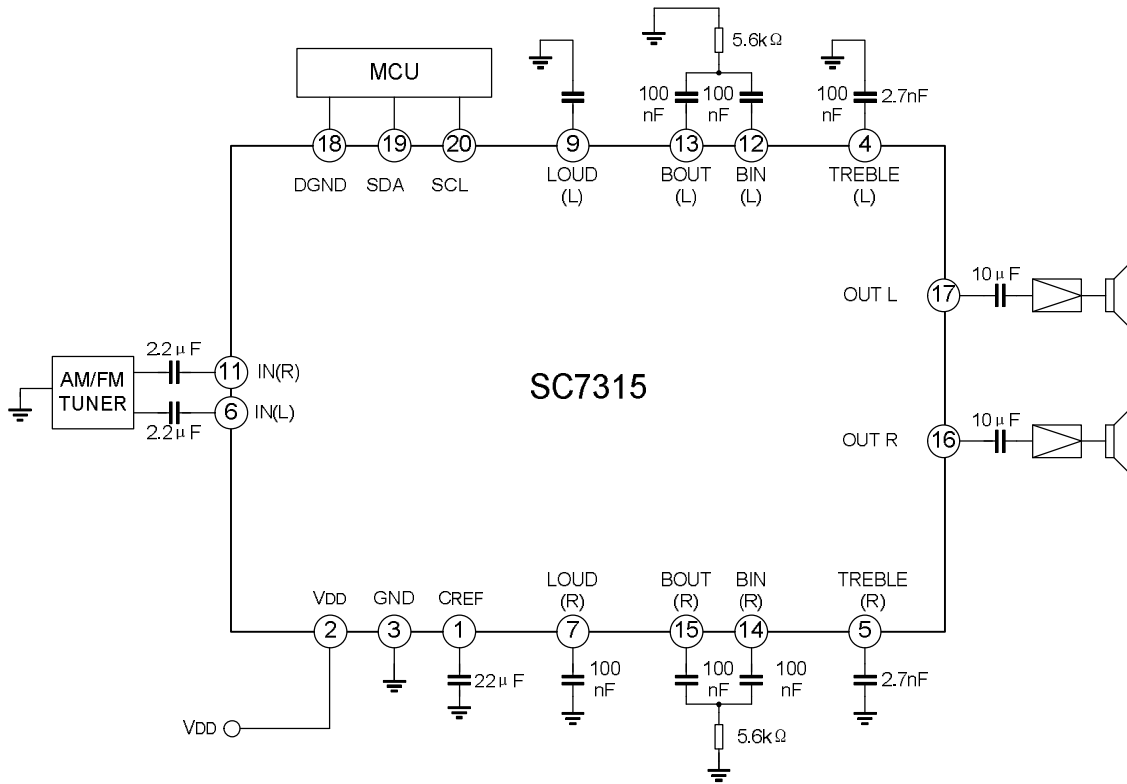 5.6kΩ
MCU
100
nF
100
nF
100
nF
2.7nF
18
19
20
9
13
12
4
DGND
SDA
SCL
LOUD
(L)
BOUT
(L)
BIN
(L)
TREBLE
(L)
10μF
OUT L
17
2.2μF
AM/FM
TUNER
11
IN(R)
6
IN(L)
2.2μF
SC7315
10μF
OUT R
16
VDD
GND
CREF
LOUD
(R)
BOUT
(R)
BIN
(R)
TREBLE
(R)
2
3
1
7
15
14
5
22μF
100
nF
100
nF
100
nF
2.7nF
VDD
5.6kΩ